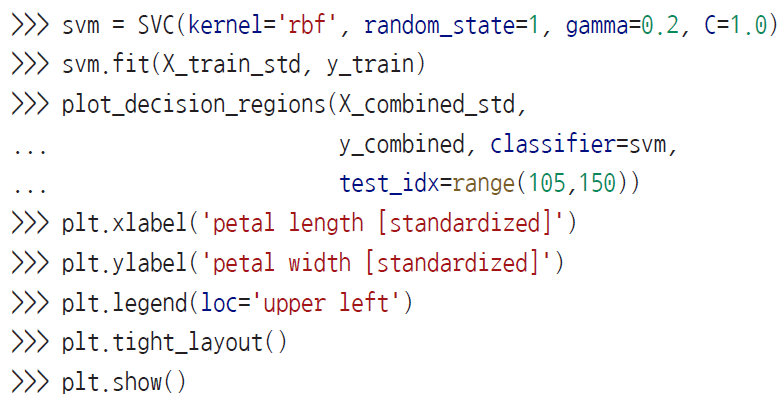 >>> svm = SVC(kernel='rbf', random_state=1, gamma=0.2, C=1.0)
>>> svm.fit(X_train_std, y_train)
>>> plot_decision_regions(X_combined_std,
...                       y_combined, classifier=svm,
...                       test_idx=range(105,150))
>>> plt.xlabel('petal length [standardized]')
>>> plt.ylabel('petal width [standardized]')
>>> plt.legend(loc='upper left')
>>> plt.tight_layout()
>>> plt.show()